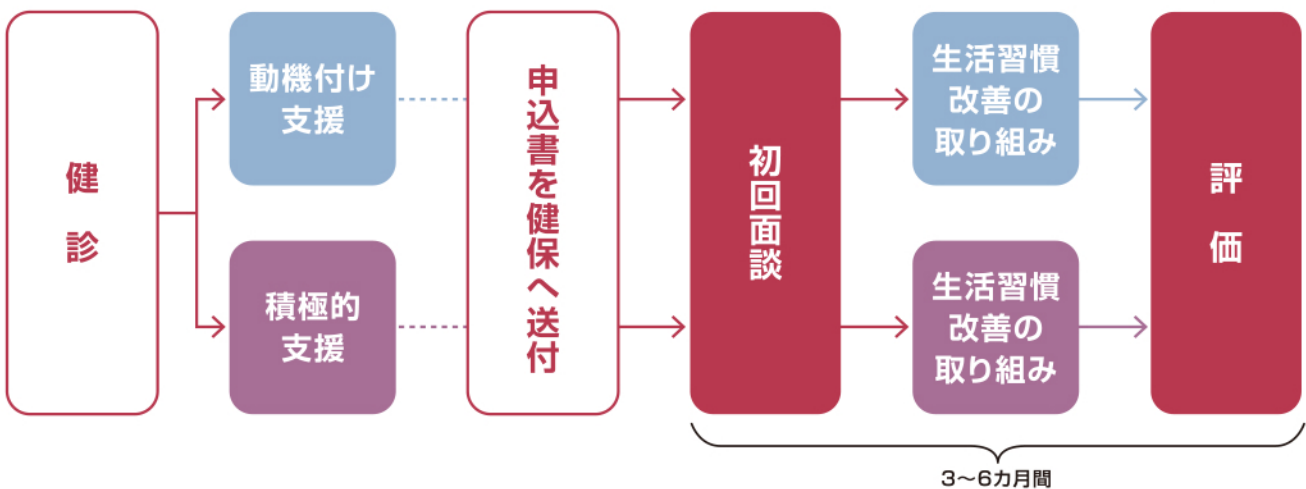 健診
動機付け
支援
積極的
支援
申込書を健保へ送付
初回面談
生活習慣
改善の
取り組み
生活習慣
改善の
取り組み
評価
3～6カ月間